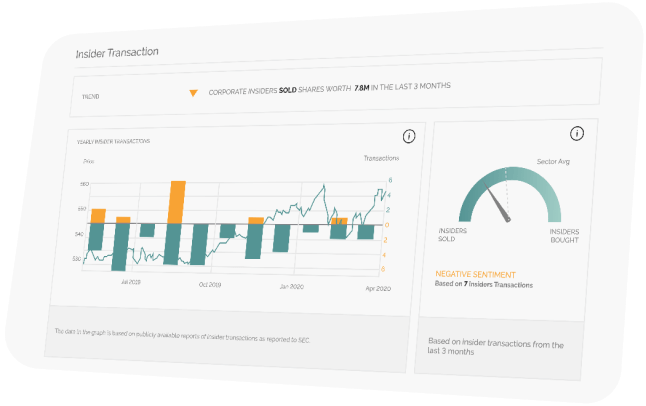 Insider Transaction
TREND
CORPORATE INSIDERS SOLD SHARES WORTH 7.8M IN THE LAST 3 MONTHS
YEARLY INSIDER TRANSACTIONS
Price
Transactions
Sector Avg
560
550
540
530
6
4
2
0
2
4
6
Jul 2019
Oct 2019
Jan 2020
Apr 2020
INSIDERS
SOLD
INSIDERS
BOUGHT
NEGATIVE SENTIMENT
Based on 7 Insiders Transactions
The data in the graph is based on publicly available reports of insider transactions as reported to SEC.
Based on insider transactions from the
last 3 months